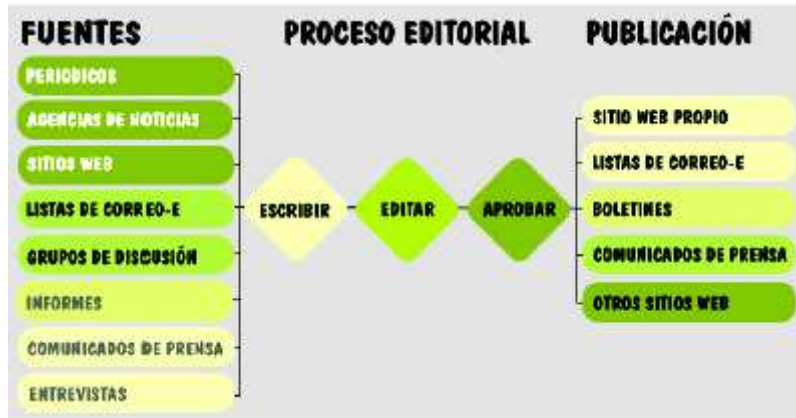 FUENTES
PERIODICOS
AGENCIAS DE NOTICIAS
SITIOS WEB
LISTAS DE CORREO-E
GRUPOS DE DISCUSIÓN
INFORMES
COMUNICADOS DE PRENSA
ENTREVISTAS
PROCESO EDITORIAL
ESCRIBIR
EDITAR
APROBAR
PUBLICACIÓN
SITIO WEB PROPIO
LISTAS DE CORREO-E
BOLETINES
COMUNICADOS DE PRENSA
OTROS SITIOS WEB